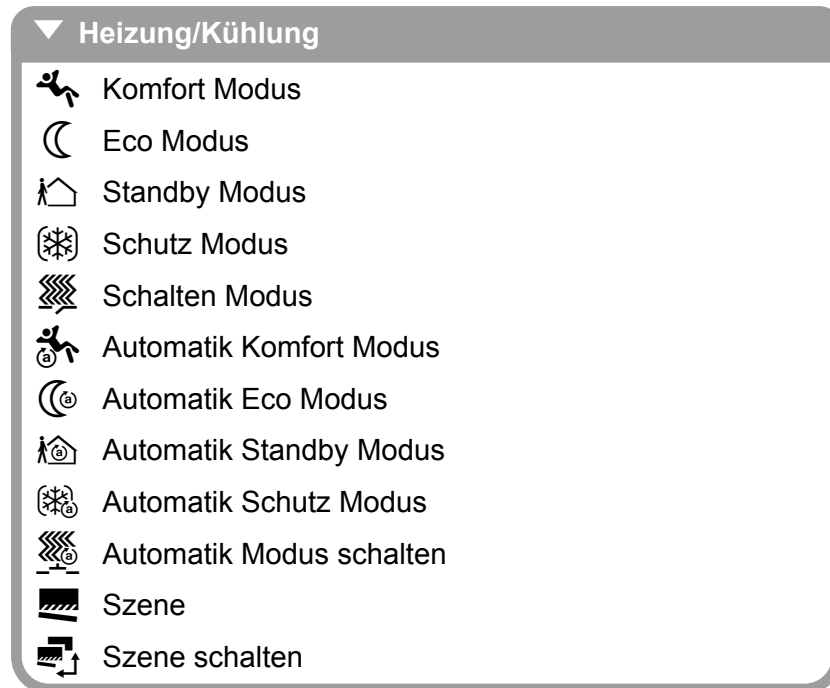 Heizung/Kühlung
Komfort Modus
Eco Modus
Standby Modus
Schutz Modus
Schalten Modus
Automatik Komfort Modus
Automatik Eco Modus
Automatik Standby Modus
Automatik Schutz Modus
Automatik Modus schalten
Szene
Szene schalten